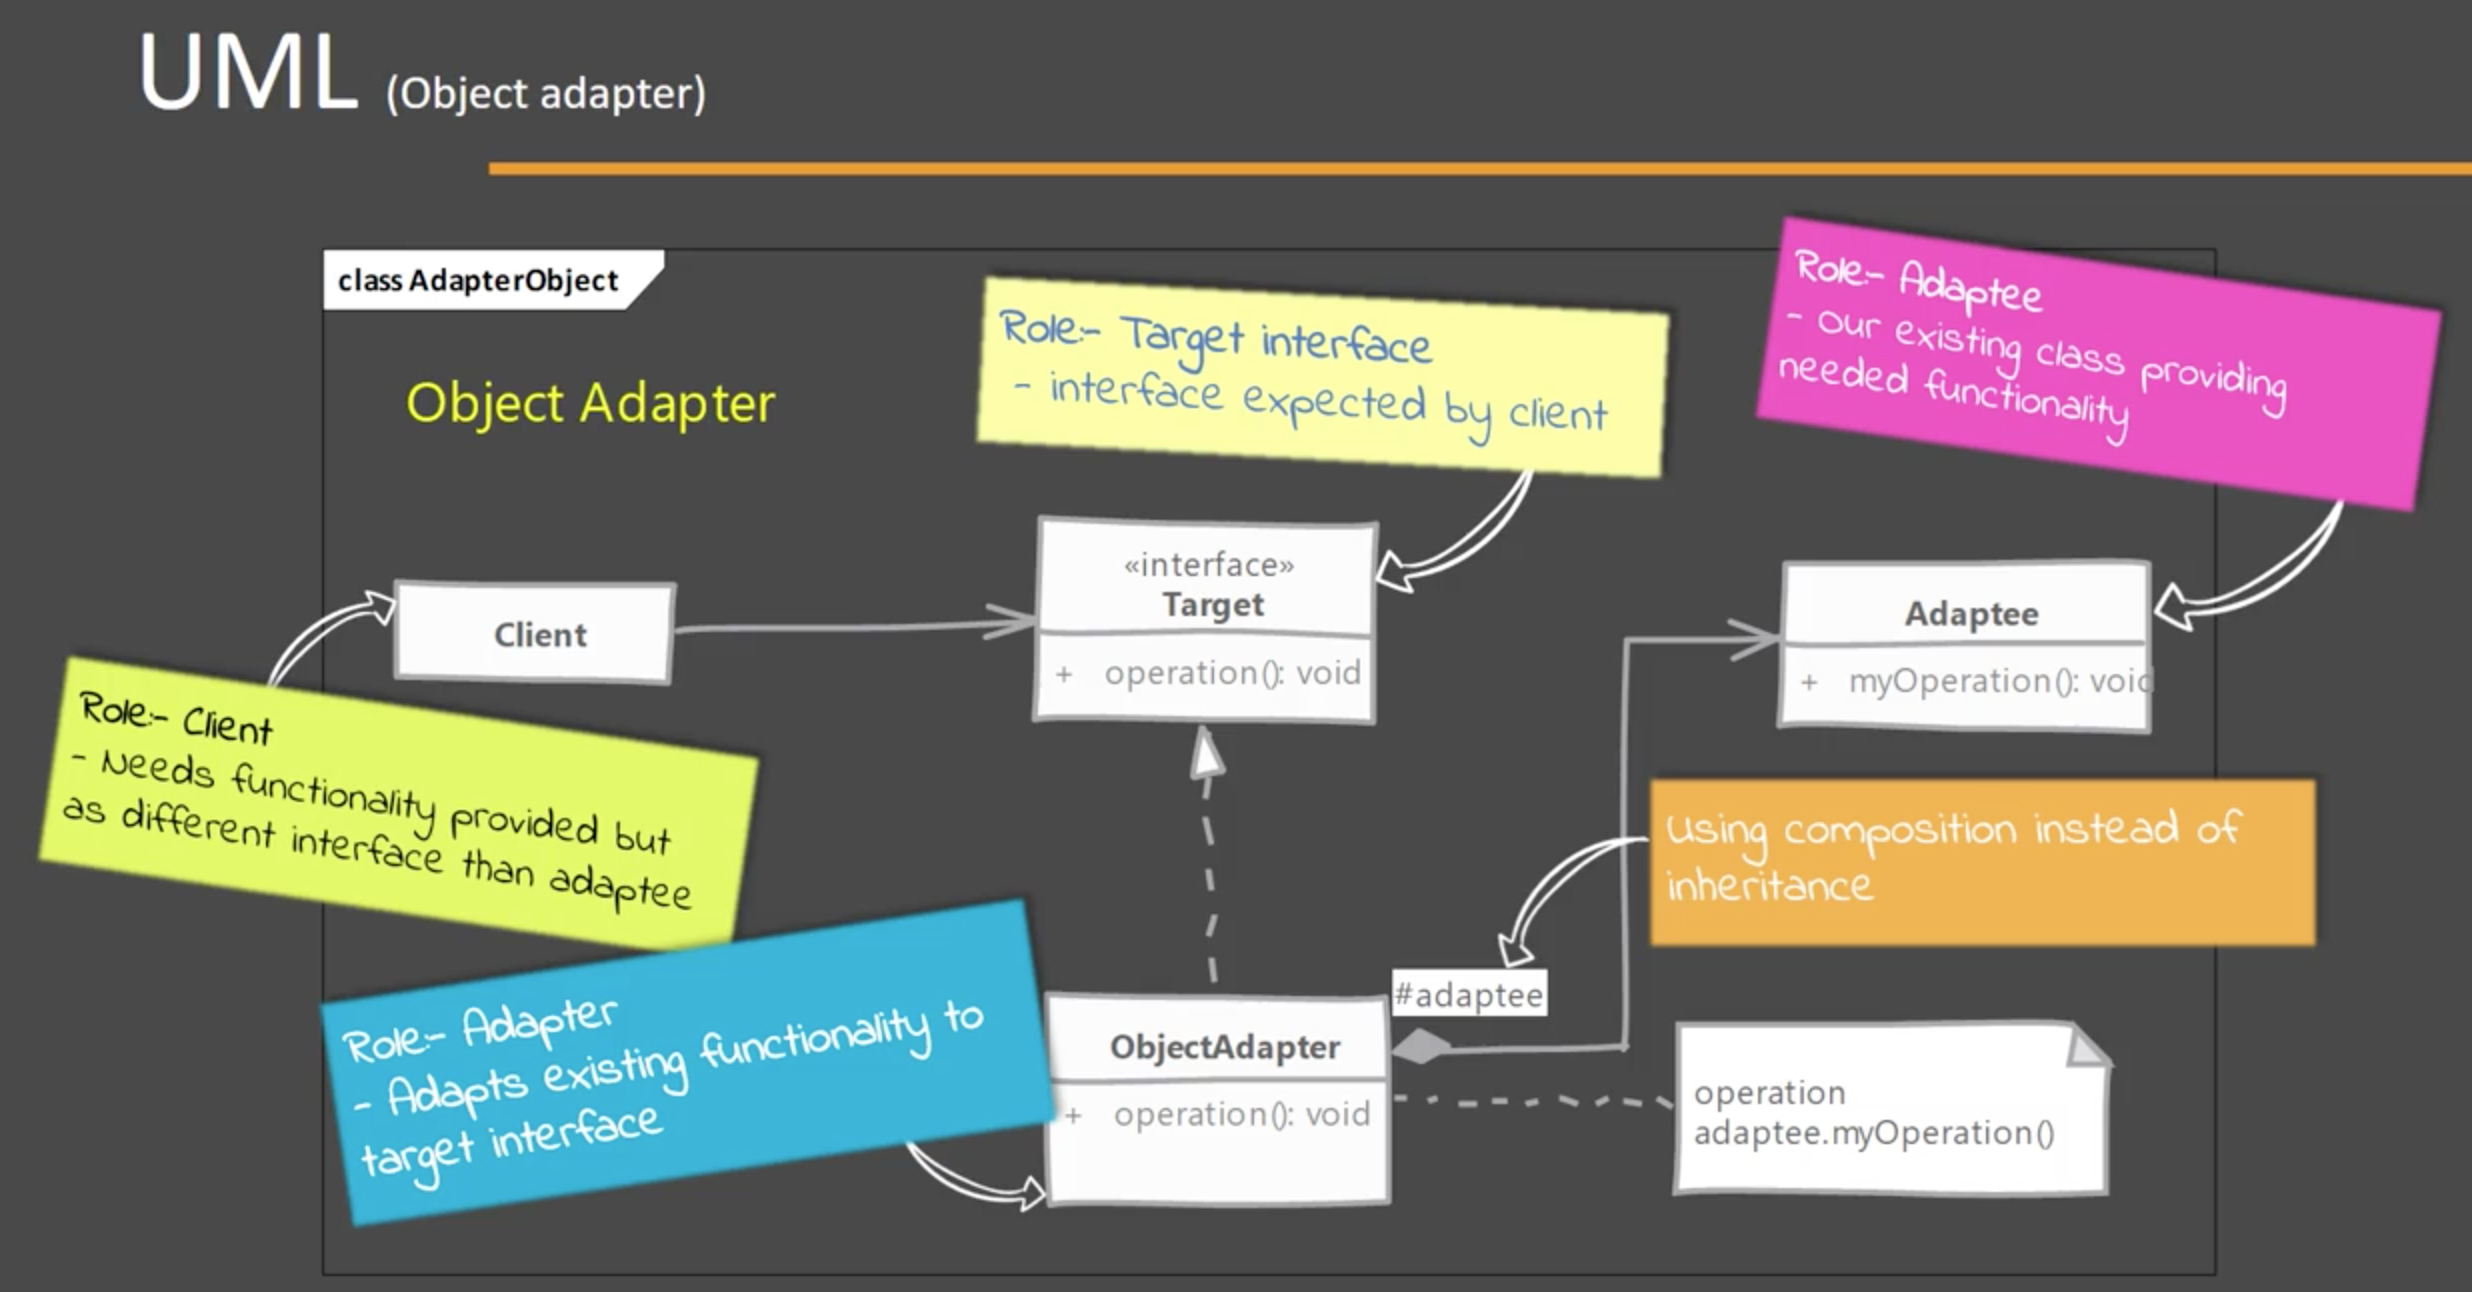 UML (Object adapter)
class AdapterObject
Object Adapter
Role:- Target interface
- interface expected by client
Role:- Adaptee
- Our existing class providing
needed functionality
«interface»
Target
+ operation(): void
Client
Adaptee
+ myOperation(): void
Role:- Client
- Needs functionality provided but
as different interface than adaptee
Using composition instead of
inheritance
Role:- Adapter
- Adapts existing functionality to
target interface
#adaptee
ObjectAdapter
+ operation(): void
operation
adaptee.myOperation()